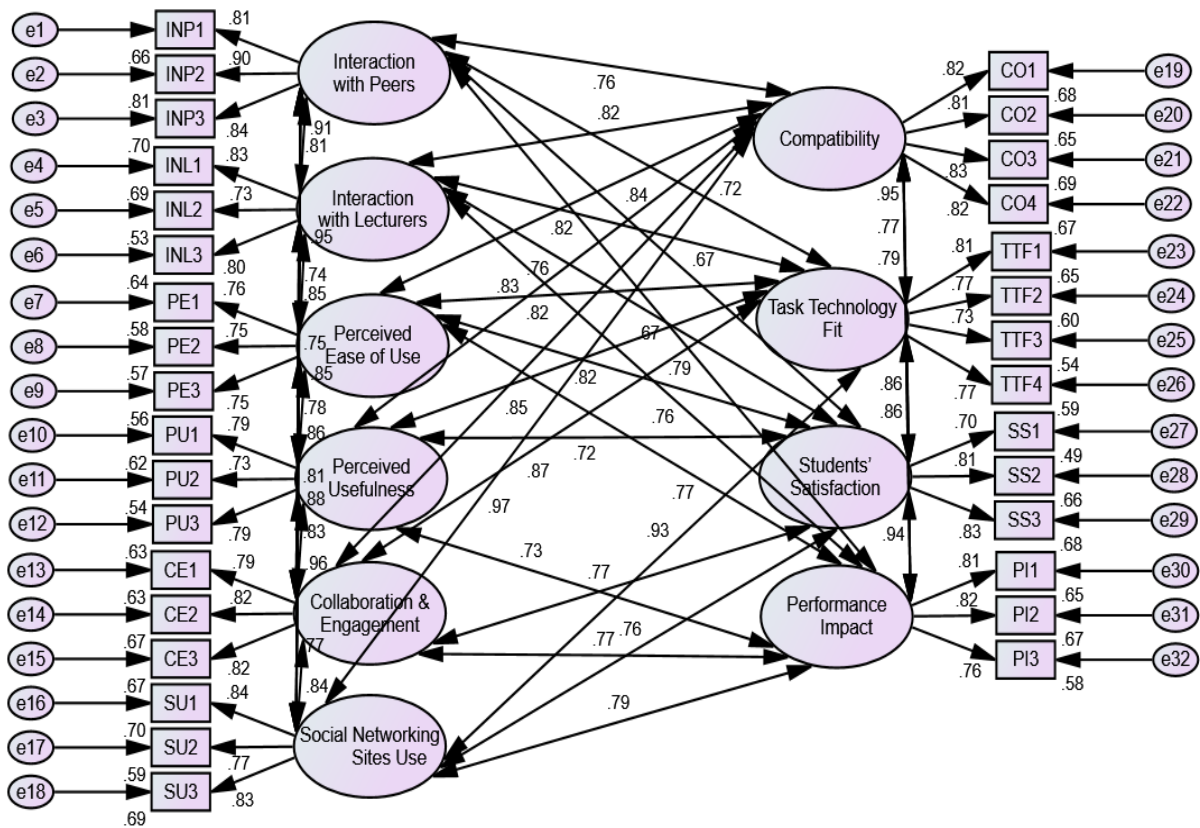 e1
INP1
.81
.66
e2
INP2
.90
.81
e3
INP3
.84
.70
e4
INL1
.83
.69
e5
INL2
.73
.53
e6
INL3
.80
.64
e7
PE1
.76
.58
e8
PE2
.75
.57
e9
PE3
.75
.56
e10
PU1
.79
.62
e11
PU2
.73
.54
e12
PU3
.79
.63
e13
CE1
.79
.63
e14
CE2
.82
.67
e15
CE3
.82
.67
e16
SU1
.84
.70
e17
SU2
.77
.59
e18
SU3
.83
.69
Interaction
with Peers
.91
.81
Interaction
with Lecturers
.95
.74
.85
Perceived
Ease of Use
.75
.85
.78
.86
Perceived
Usefulness
.81
.88
.83
.96
Collaboration &
Engagement
.77
.84
Social Networking
Sites Use
.76
.82
.84
.72
.82
.76
.67
.83
.82
.67
.79
.82
.85
.76
.72
.87
.77
.97
.93
.73
.77
.77
.76
.79
Compatibility
.95
.77
.79
Task Technology
Fit
.86
.86
Students’
Satisfaction
.94
Performance
Impact
.82
CO1
e19
.68
.81
CO2
e20
.65
.83
CO3
e21
.69
.82
CO4
e22
.67
.81
TTF1
e23
.65
.77
TTF2
e24
.60
.73
TTF3
e25
.54
.77
TTF4
e26
.59
.70
SS1
e27
.49
.81
SS2
e28
.66
.83
SS3
e29
.68
.81
PI1
e30
.65
.82
PI2
e31
.67
.76
PI3
e32
.58